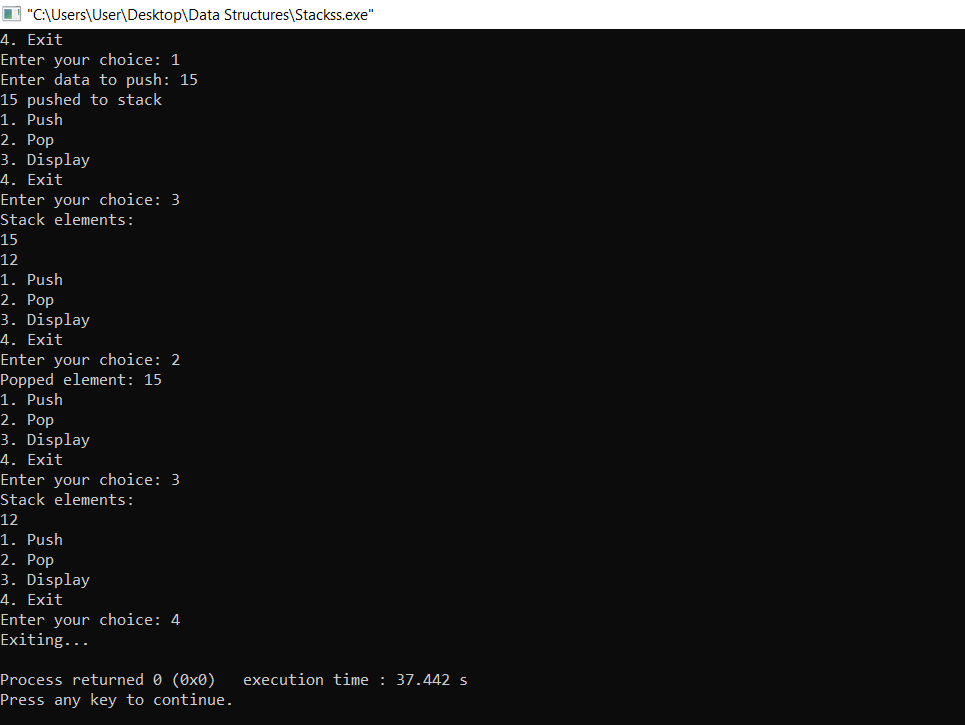 "C:\Users\User\Desktop\Data Structures\Stackss.exe"
4. Exit
Enter your choice: 1
Enter data to push: 15
15 pushed to stack
1. Push
2. Pop
3. Display
4. Exit
Enter your choice: 3
Stack elements:
15
12
1. Push
2. Pop
3. Display
4. Exit
Enter your choice: 2
Popped element: 15
1. Push
2. Pop
3. Display
4. Exit
Enter your choice: 3
Stack elements:
12
1. Push
2. Pop
3. Display
4. Exit
Enter your choice: 4
Exiting...
Process returned 0 (0x0)   execution time : 37.442 s
Press any key to continue.